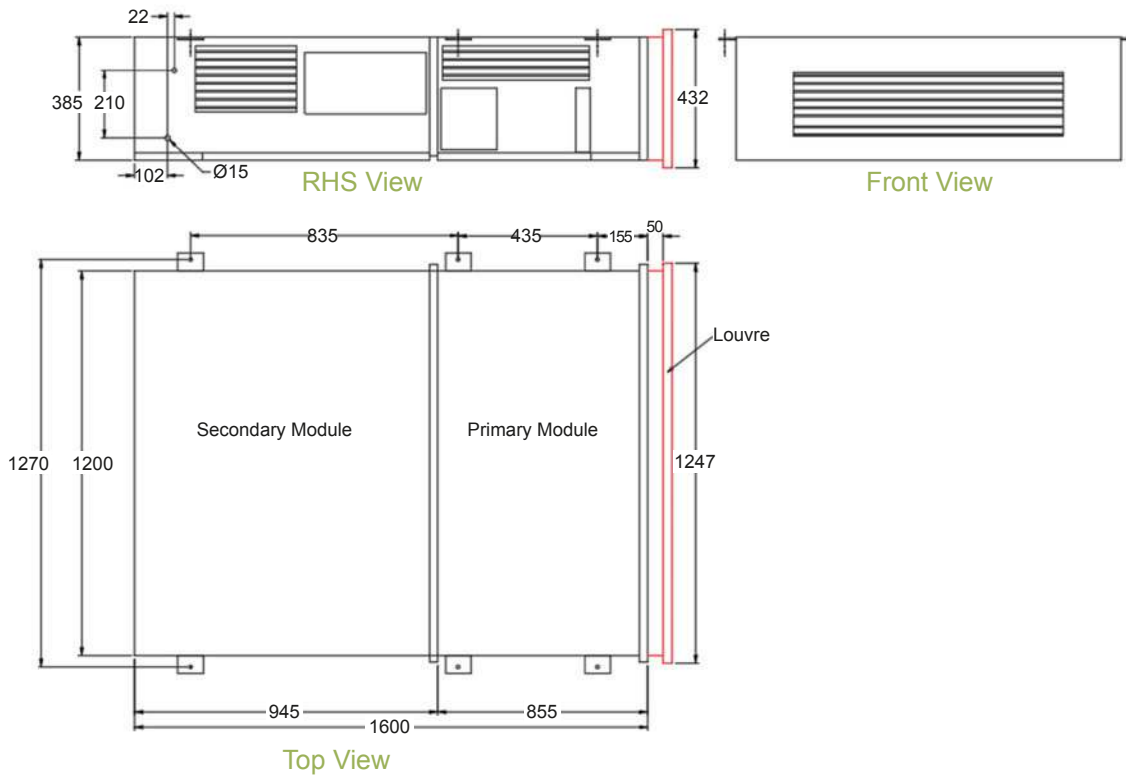 22
385
210
432
102
Ø15
RHS View
Front View
835
435
155
50
Louvre
Secondary Module
Primary Module
1270
1200
1247
945
855
1600
Top View